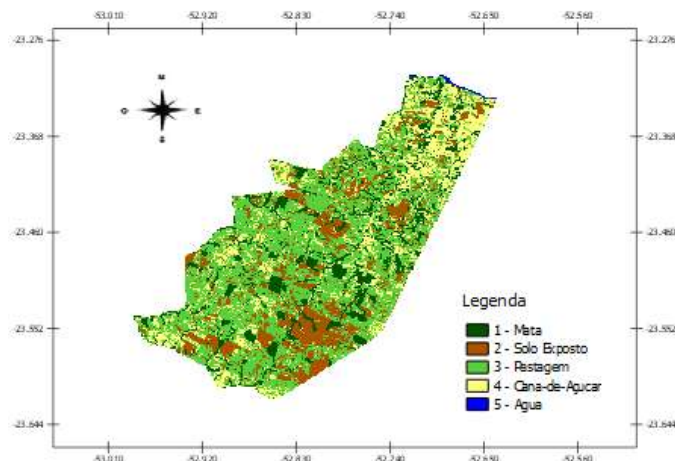 -53.010 -52.920 -52.830 -52.740 -52.650 -52.560
-23.276 -23.276
N
O E
S
-23.368 -23.368
-23.460 -23.460
Legenda
1 - Mata
2 - Solo Exposto
3 - Pastagem
4 - Cana-de-Açucar
5 - Agua
-23.552 -23.552
-23.644 -23.644
-53.010 -52.920 -52.830 -52.740 -52.650 -52.560